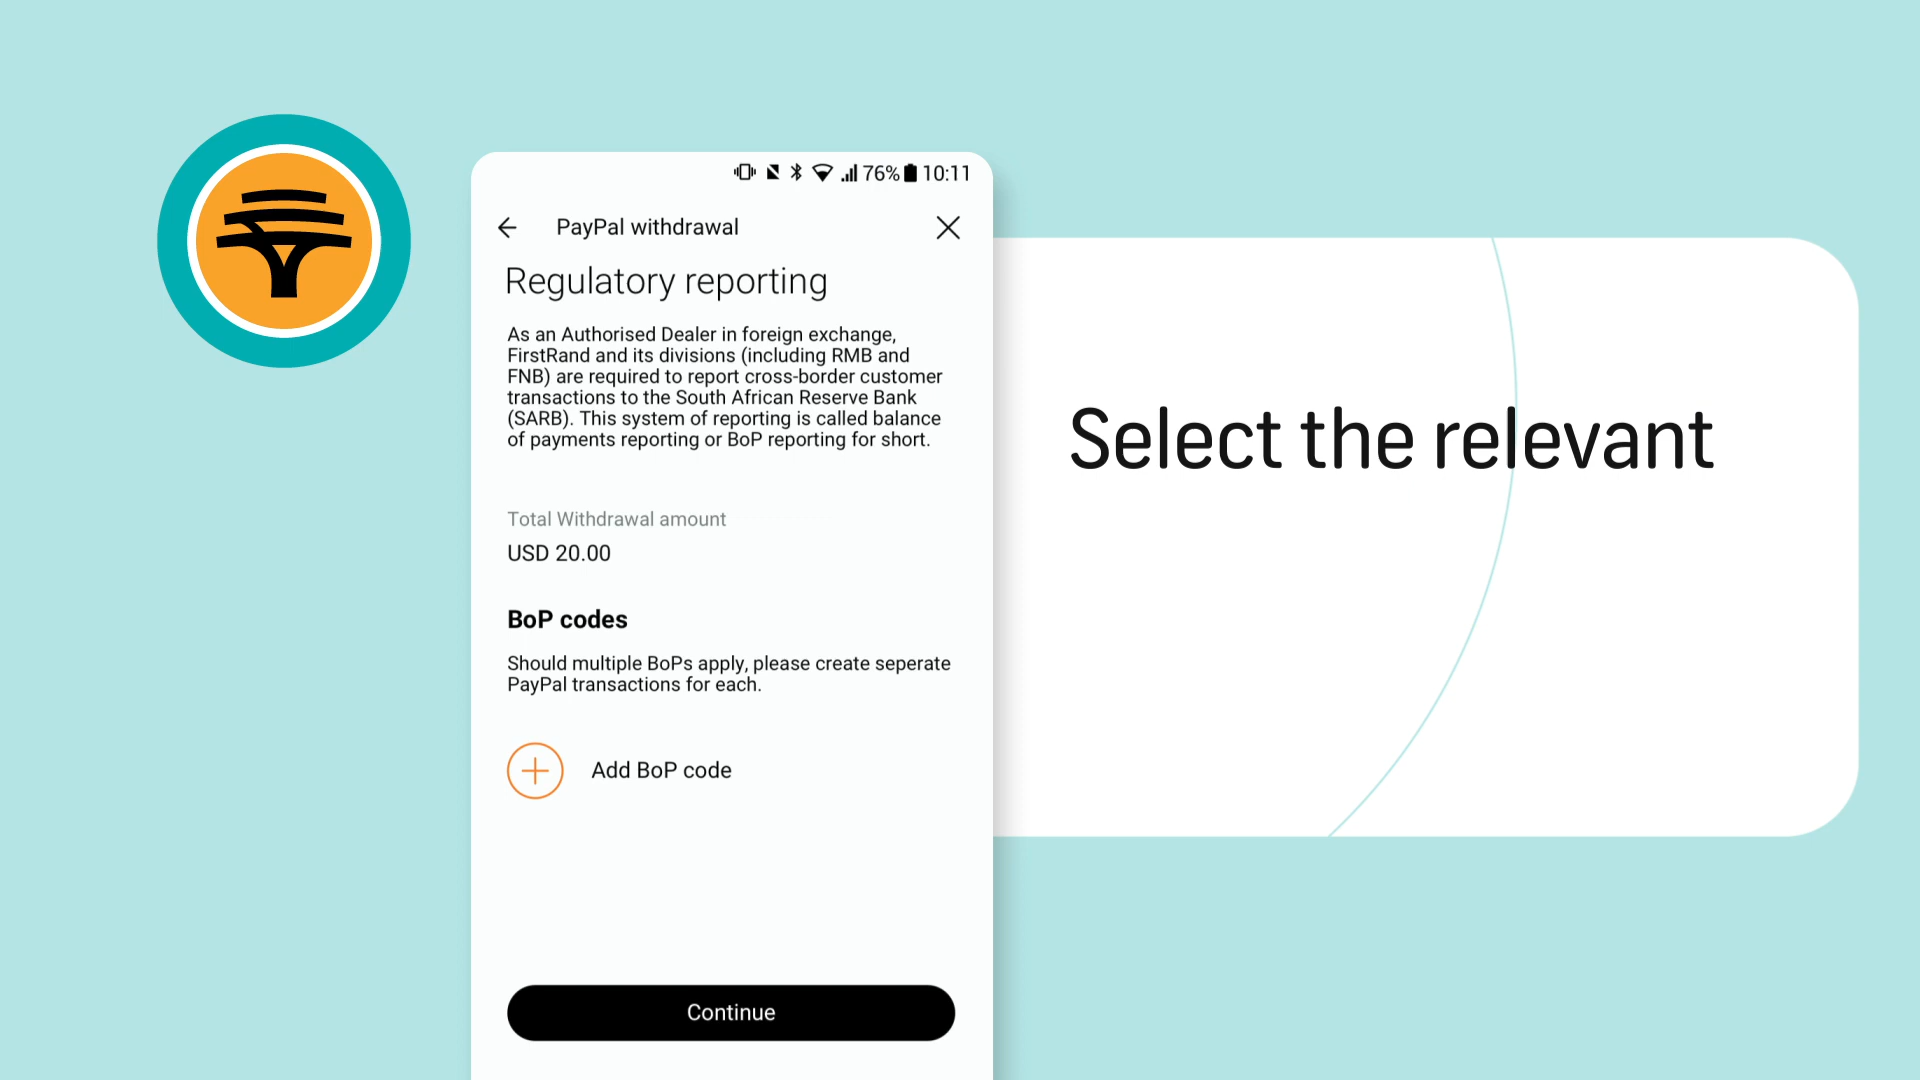 76% 10:11
PayPal withdrawal
Regulatory reporting
As an Authorised Dealer in foreign exchange,
FirstRand and its divisions (including RMB and
FNB) are required to report cross-border customer
transactions to the South African Reserve Bank
(SARB). This system of reporting is called balance
of payments reporting or BoP reporting for short.
Total Withdrawal amount
USD 20.00
BoP codes
Should multiple BoPs apply, please create seperate
PayPal transactions for each.
Add BoP code
Continue
Select the relevant